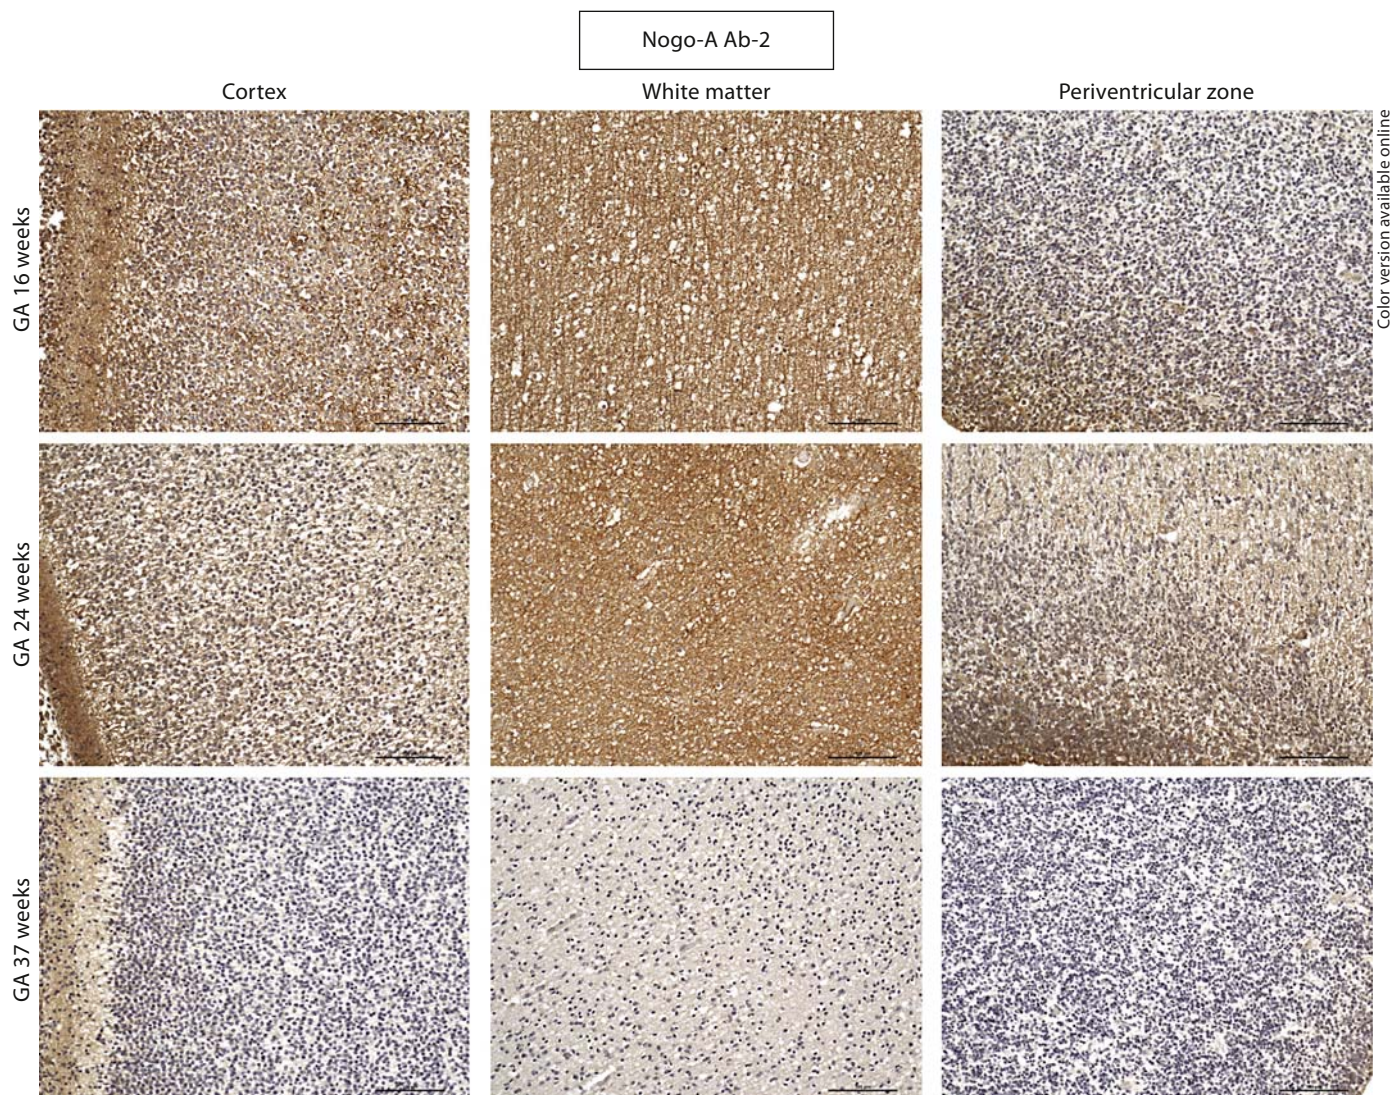 Nogo-A Ab-2
Cortex
White matter
Periventricular zone
GA 16 weeks
Color version available online
GA 24 weeks
GA 37 weeks